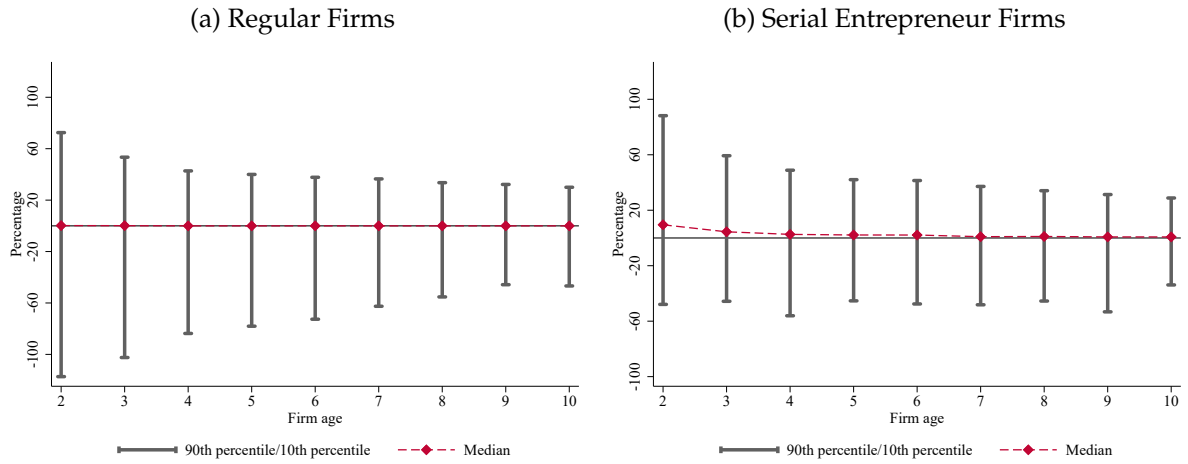 (a) Regular Firms
Percentage
100
60
20
-20
-60
-100
2 3 4 5 6 7 8 9 10
Firm age
90th percentile/10th percentile Median
(b) Serial Entrepreneur Firms
Percentage
100
60
20
-20
-60
-100
2 3 4 5 6 7 8 9 10
Firm age
90th percentile/10th percentile Median